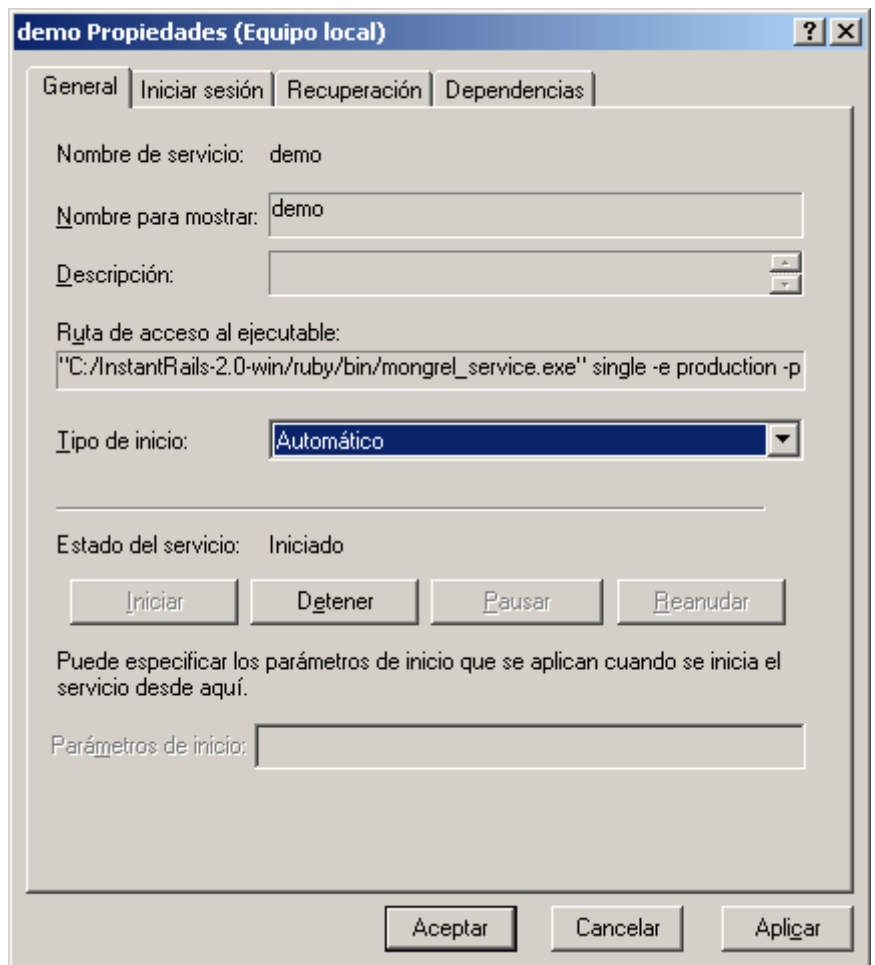 demo Propiedades (Equipo local)
General Iniciar sesión Recuperación Dependencias
Nombre de servicio: demo
Nombre para mostrar: demo
Descripción:
Ruta de acceso al ejecutable:
"C:/InstantRails-2.0-win/ruby/bin/mongrel_service.exe" single -e production -p
Tipo de inicio: Automático
Estado del servicio: Iniciado
Iniciar Detener Pausar Reanudar
Puede especificar los parámetros de inicio que se aplican cuando se inicia el
servicio desde aquí.
Parámetros de inicio:
Aceptar Cancelar Aplicar